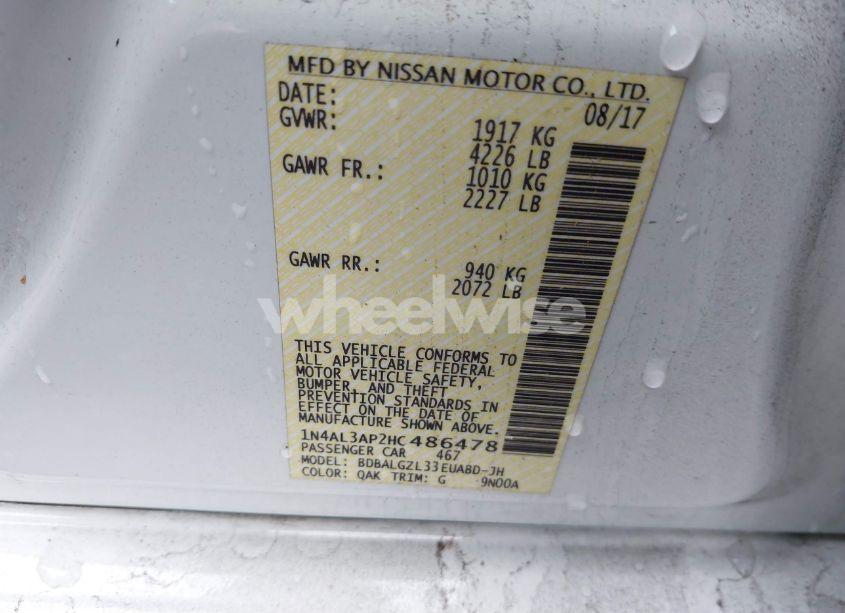 MFD BY NISSAN MOTOR CO., LTD.
DATE: 08/17
GVWR: 1917 KG
4226 LB
GAWR FR.: 1010 KG
2227 LB
GAWR RR.: 940 KG
2072 LB
wheelwise
THIS VEHICLE CONFORMS TO
ALL APPLICABLE FEDERAL
MOTOR VEHICLE SAFETY,
BUMPER, AND THEFT
PREVENTION STANDARDS IN
EFFECT ON THE DATE OF
MANUFACTURE SHOWN ABOVE.
1N4AL3AP2HC486478
PASSENGER CAR 467
MODEL: BDBALGZL33EUA8D-JH
COLOR: QAK TRIM: G 9N00A